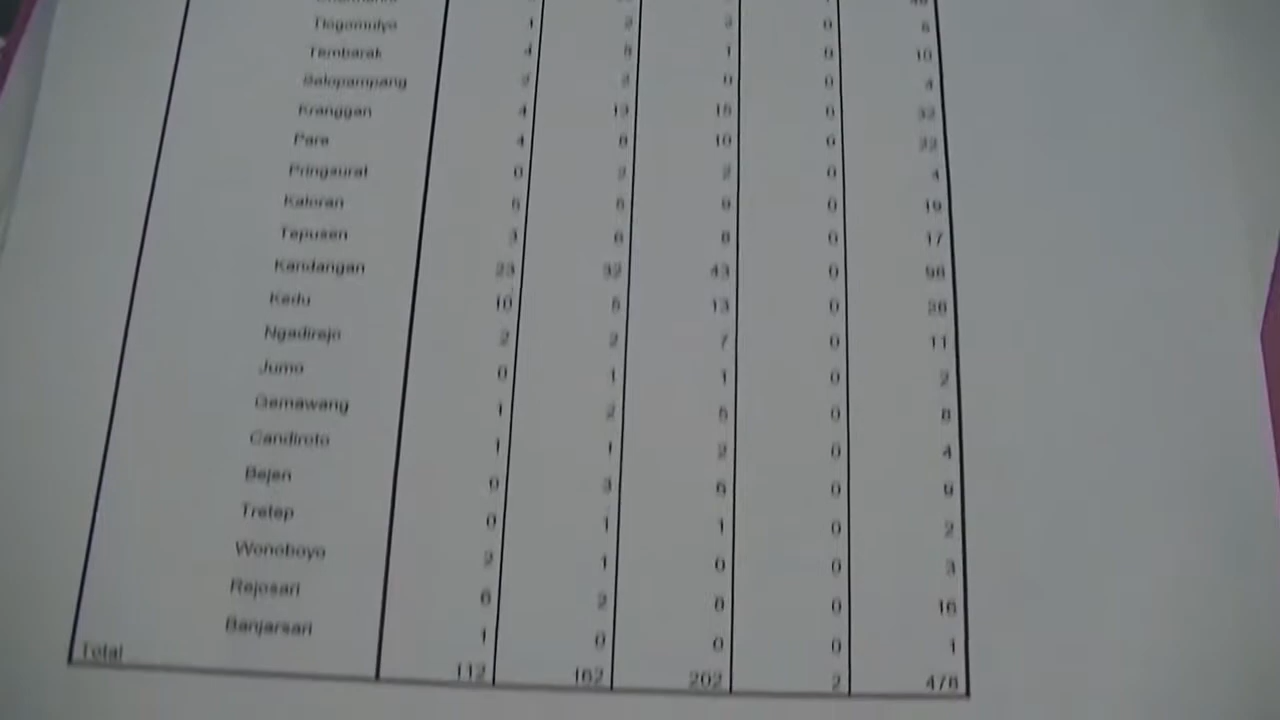 Tlogomulyo 1 2 3 0 6
Tembarak 4 5 1 0 10
Selopampang 2 2 0 0 4
Kranggan 4 13 15 0 32
Pare 4 8 10 0 22
Pringsurat 0 2 2 0 4
Kaloran 5 5 9 0 19
Tepusen 3 6 8 0 17
Kandangan 23 32 43 0 98
Kedu 10 5 13 0 28
Ngadirejo 2 2 7 0 11
Jumo 0 1 1 0 2
Gemawang 1 2 5 0 8
Candiroto 1 1 2 0 4
Bejen 0 3 6 0 9
Tretep 0 1 1 0 2
Wonoboyo 2 1 0 0 3
Rejosari 6 2 8 0 16
Banjarsari 1 0 0 0 1
Total 112 162 202 2 478